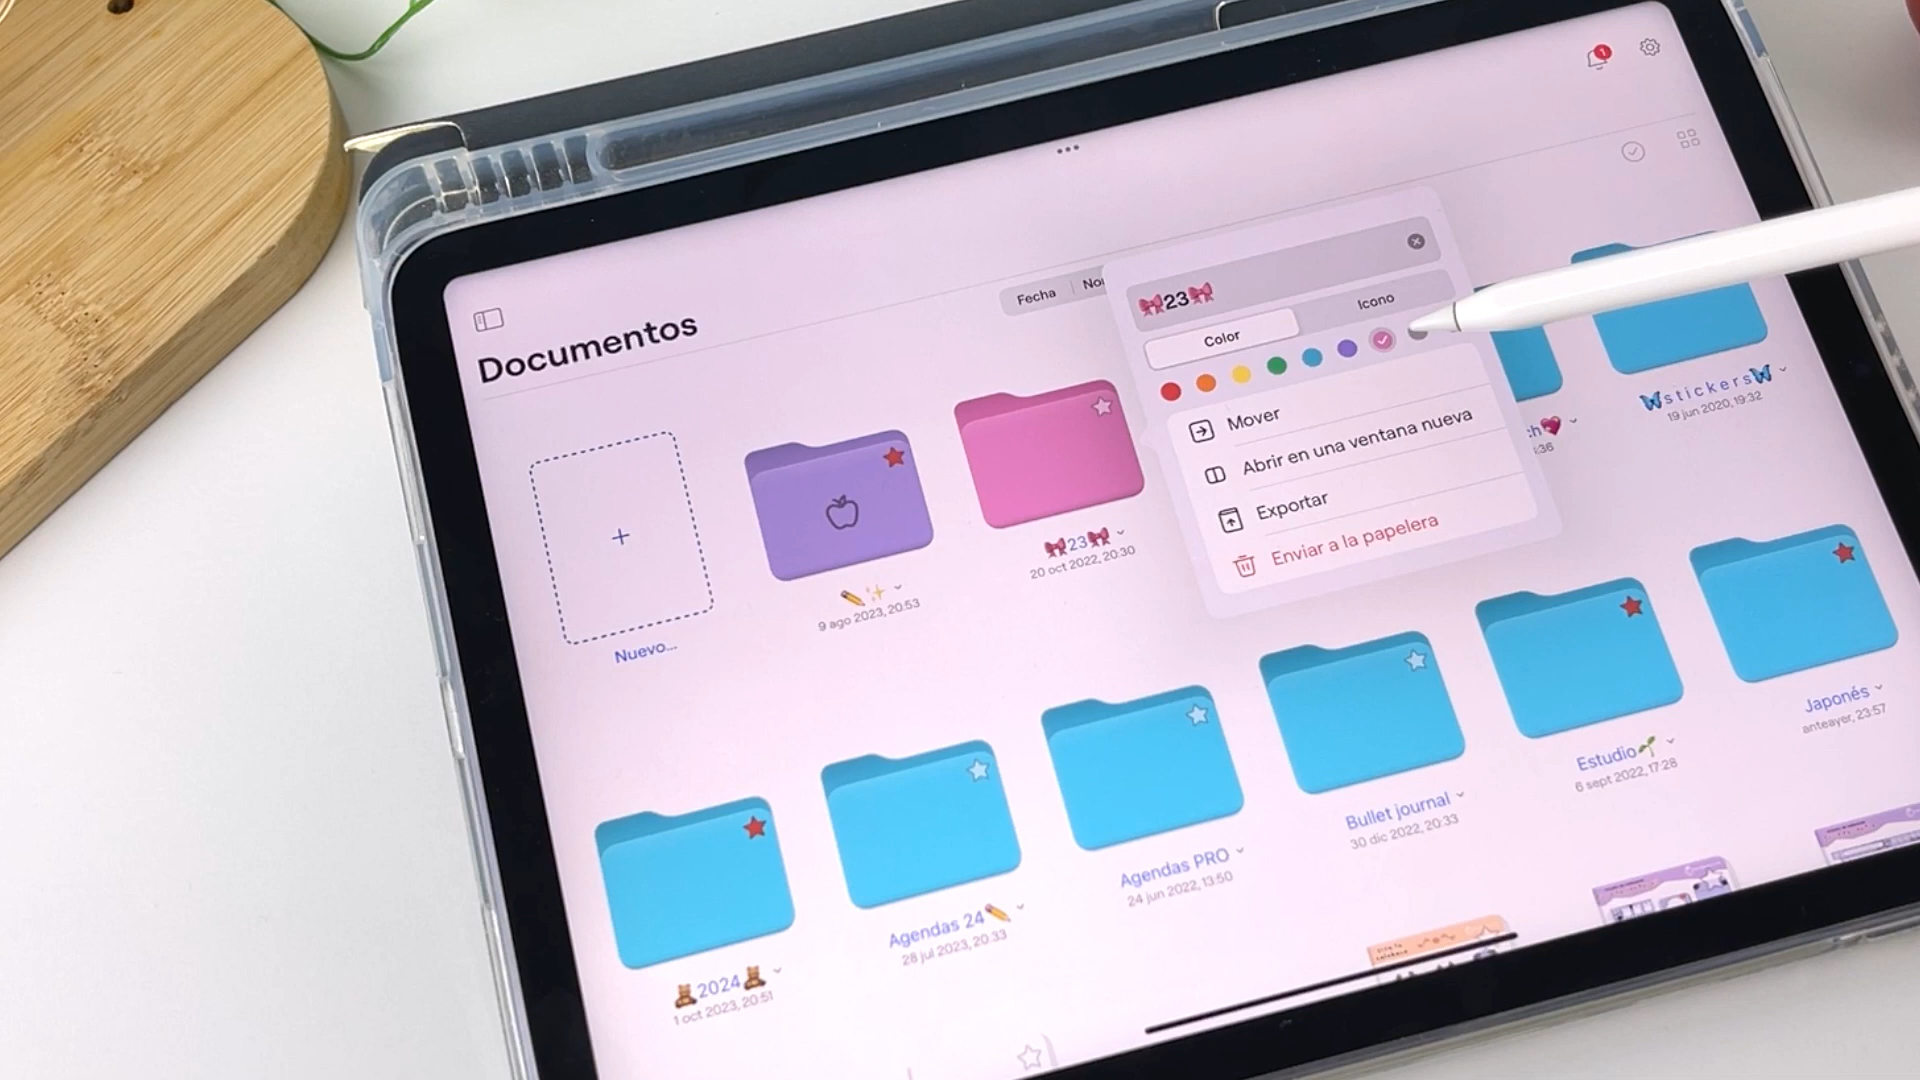 1
Documentos
Fecha
🎀23🎀
Color
Icono
Mover
Abrir en una ventana nueva
Exportar
Enviar a la papelera
🦋stickers🦋
19 jun 2020, 19:32
Nuevo...
✏️✨
9 ago 2023, 20:53
🎀23🎀
20 oct 2022, 20:30
🧸2024🧸
1 oct 2023, 20:51
Agendas 24✏️
28 jul 2023, 20:33
Agendas PRO
24 jun 2022, 13:50
Bullet journal
30 dic 2022, 20:33
Estudio🌱
6 sept 2022, 17:28
Japonés
anteayer, 23:57